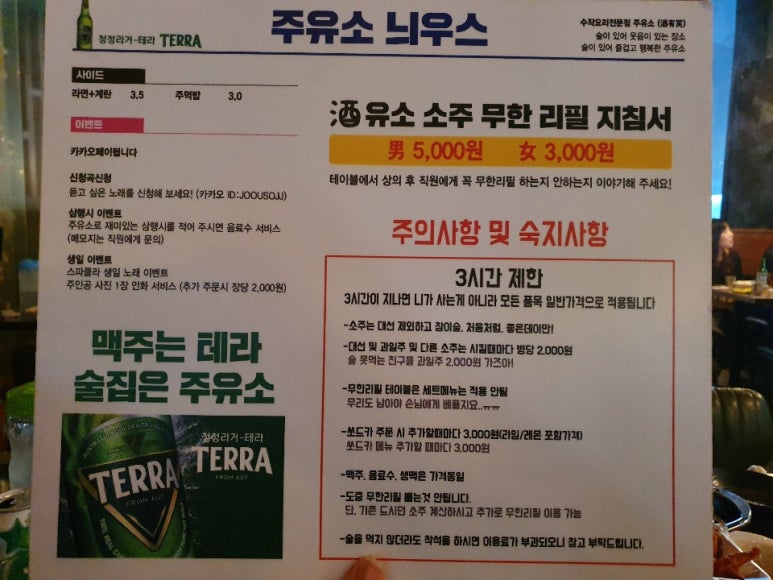 청정라거-테라 TERRA
주유소 늬우스
수작요리전문점 주유소 (酒有笑)
술이 있어 웃음이 있는 장소
술이 있어 즐겁고 행복한 주유소
사이드
라면+계란 3.5 주먹밥 3.0
이벤트
카카오페이됩니다
신청곡신청
듣고 싶은 노래를 신청해 보세요! (카카오 ID:JOOUSOJJ)
삼행시 이벤트
주유소로 재미있는 삼행시를 적어 주시면 음료수 서비스
(메모지는 직원에게 문의)
생일 이벤트
스파클라 생일 노래 이벤트
주인공 사진 1장 인화 서비스 (추가 주문시 장당 2,000원)
맥주는 테라
술집은 주유소
청정라거-테라
TERRA
FROM AGT
TERRA
FROM AGT
酒유소 소주 무한 리필 지침서
男 5,000원 女 3,000원
테이블에서 상의 후 직원에게 꼭 무한리필 하는지 안하는지 이야기해 주세요!
주의사항 및 숙지사항
3시간 제한
3시간이 지나면 니가 사는게 아니라 모든 품목 일반가격으로 적용됩니다
-소주는 대선 제외하고 참이슬, 처음처럼, 좋은데이만!
-대선 및 과일주 및 다른 소주는 시킬때마다 병당 2,000원
술 못먹는 친구들 과일주 2,000원 가즈아!
-무한리필 테이블은 세트메뉴는 적용 안됨
우리도 남아야 손님에게 베풀지요..ㅠㅠ
-쏘드카 주문 시 추가할때마다 3,000원(라임/레몬 포함가격)
쏘드카 메뉴 추가할 때마다 3,000원
-맥주, 음료수, 생맥은 가격동일
-도중 무한리필 빼는것 안됩니다.
단, 기존 드시던 소주 계산하시고 추가로 무한리필 이용 가능
-술을 먹지 않더라도 착석을 하시면 이용료가 부과되오니 참고 부탁드립니다.